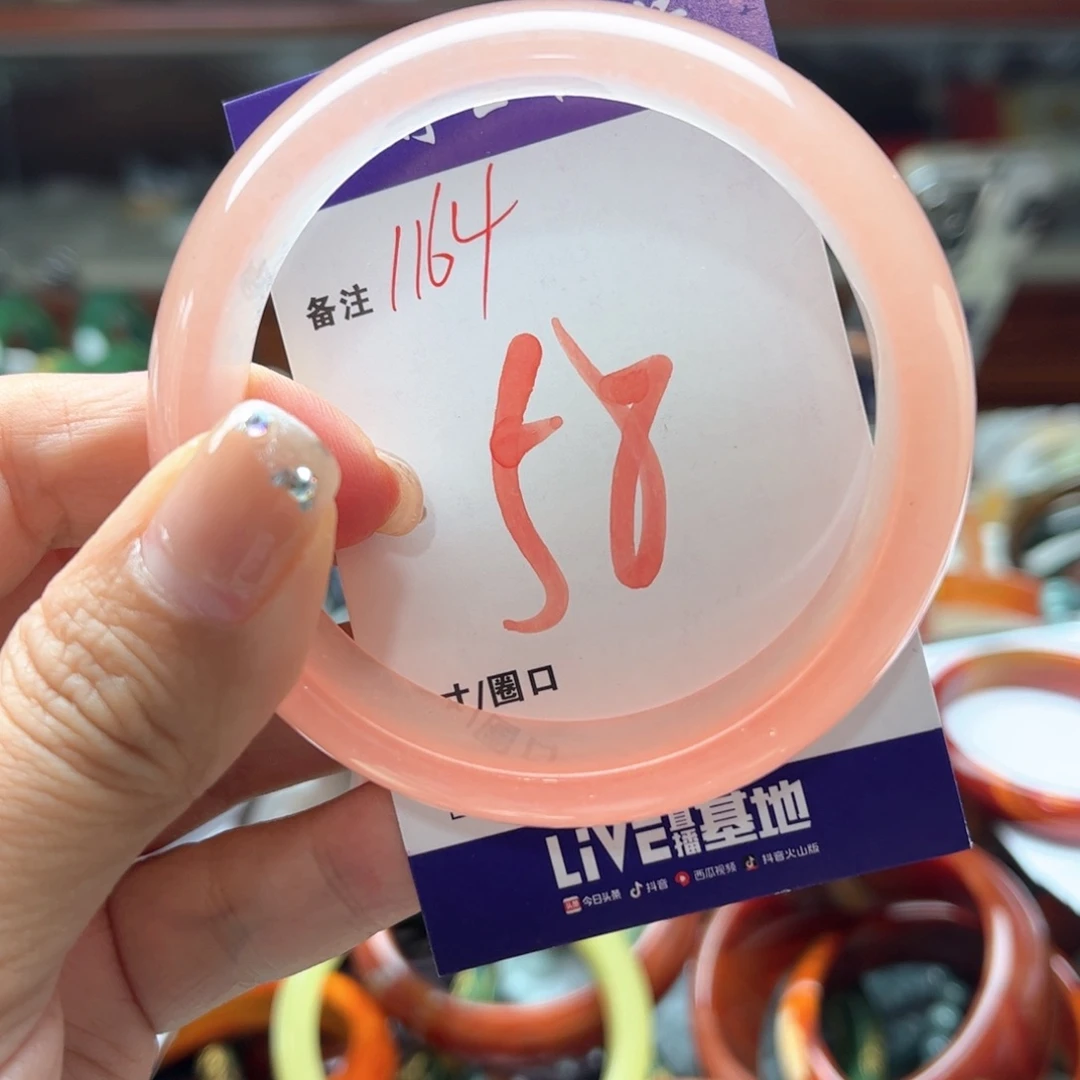 1164
备注
58
寸/圈口
LiVE直播基地
今日头条 抖音 西瓜视频 抖音火山版